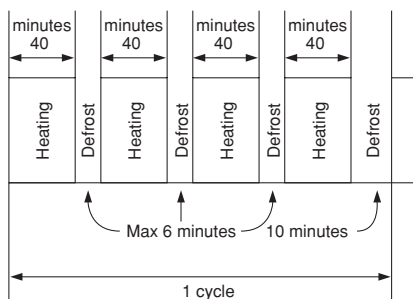 minutes minutes minutes minutes
40 40 40 40
Heating Defrost Heating Defrost Heating Defrost Heating Defrost
Max 6 minutes 10 minutes
1 cycle